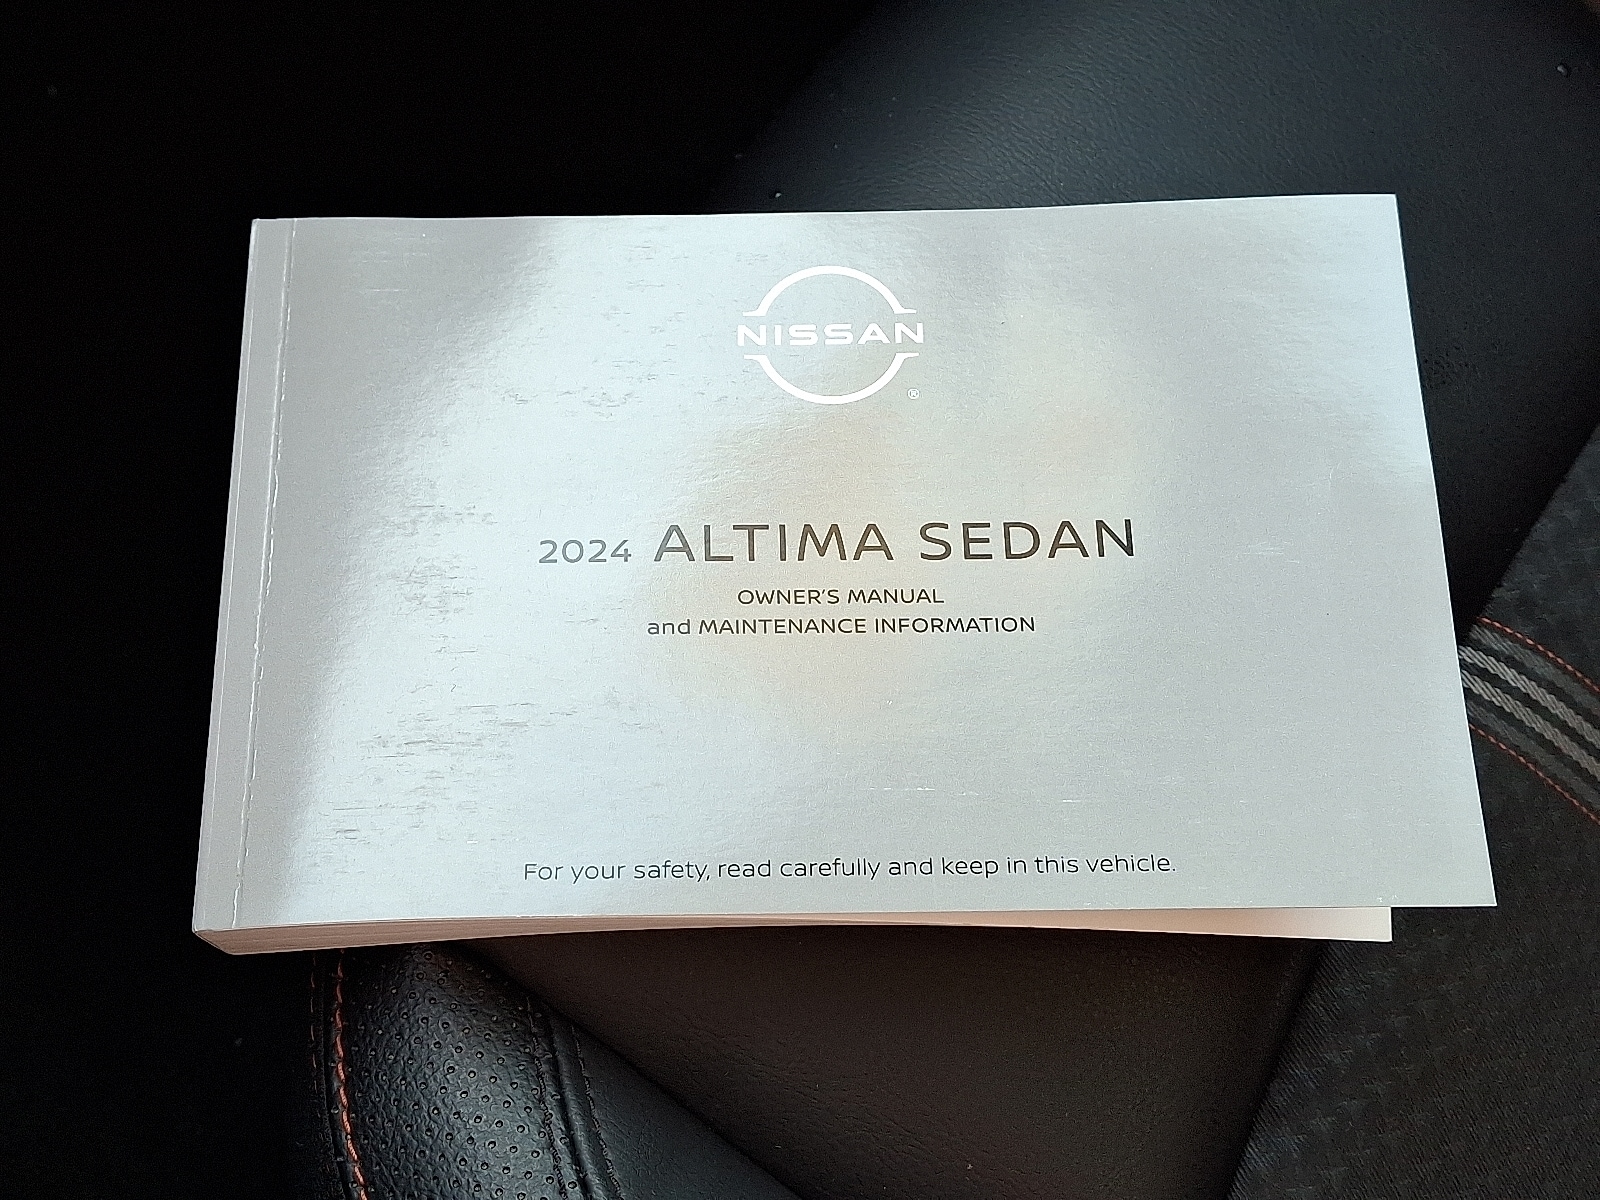 NISSAN
®
2024 ALTIMA SEDAN
OWNER'S MANUAL
and MAINTENANCE INFORMATION
For your safety, read carefully and keep in this vehicle.